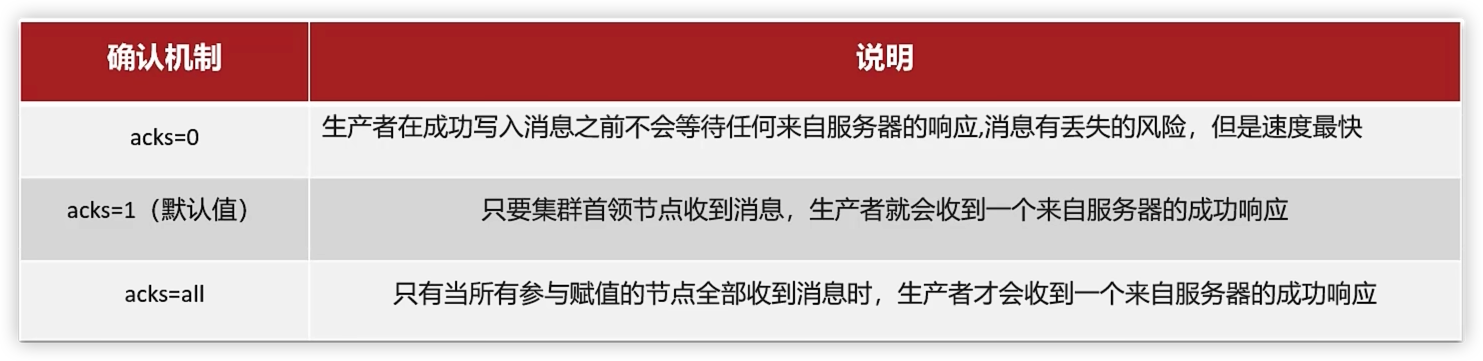 确认机制
说明
acks=0
生产者在成功写入消息之前不会等待任何来自服务器的响应,消息有丢失的风险，但是速度最快
acks=1（默认值）
只要集群首领节点收到消息，生产者就会收到一个来自服务器的成功响应
acks=all
只有当所有参与赋值的节点全部收到消息时，生产者才会收到一个来自服务器的成功响应